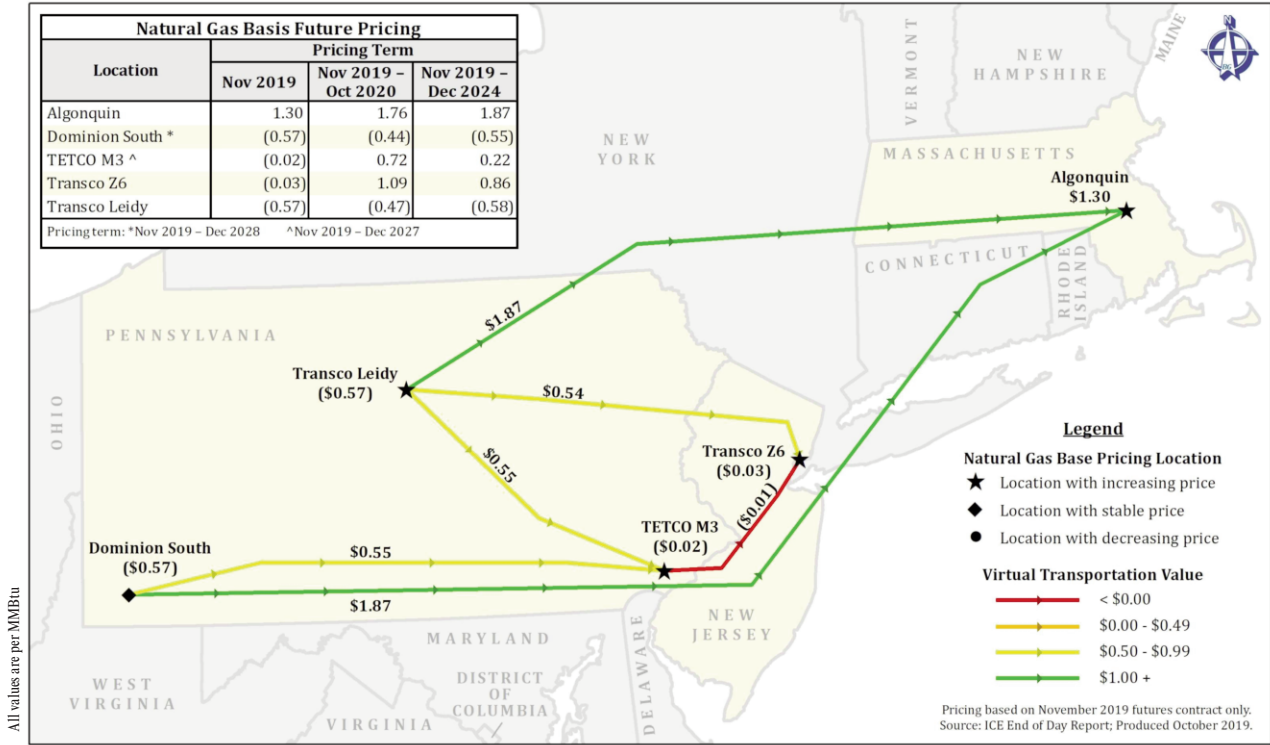 Natural Gas Basis Future Pricing
Location
Pricing Term
Nov 2019
Nov 2019 –
Oct 2020
Nov 2019 –
Dec 2024
Algonquin 1.30 1.76 1.87
Dominion South * (0.57) (0.44) (0.55)
TETCO M3 ^ (0.02) 0.72 0.22
Transco Z6 (0.03) 1.09 0.86
Transco Leidy (0.57) (0.47) (0.58)
Pricing term: *Nov 2019 – Dec 2028 ^Nov 2019 – Dec 2027
MAINE
VERMONT
NEW
HAMPSHIRE
NEW
YORK
MASSACHUSETTS
Algonquin
$1.30
CONNECTICUT
RHODE
ISLAND
PENNSYLVANIA
$1.87
Transco Leidy
($0.57)
$0.54
OHIO
$0.55
Transco Z6
($0.03)
($0.01)
TETCO M3
($0.02)
Dominion South
($0.57)
$0.55
$1.87
NEW
JERSEY
MARYLAND
DELAWARE
DISTRICT
OF
COLUMBIA
WEST
VIRGINIA
VIRGINIA
Legend
Natural Gas Base Pricing Location
Location with increasing price
Location with stable price
Location with decreasing price
Virtual Transportation Value
< $0.00
$0.00 - $0.49
$0.50 - $0.99
$1.00 +
Pricing based on November 2019 futures contract only.
Source: ICE End of Day Report; Produced October 2019.
All values are per MMBtu